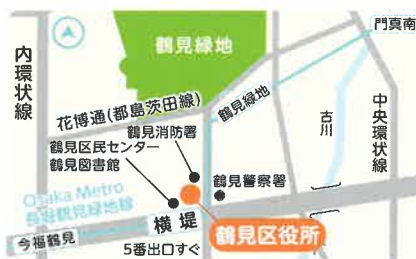 門真南
鶴見緑地
内環状線
花博通(都島茨田線)
鶴見緑地
古川
中央環状線
鶴見消防署
鶴見区民センター
鶴見図書館
鶴見警察署
Osaka Metro
長堀鶴見緑地線
横堤
鶴見区役所
今福鶴見
5番出口すぐ